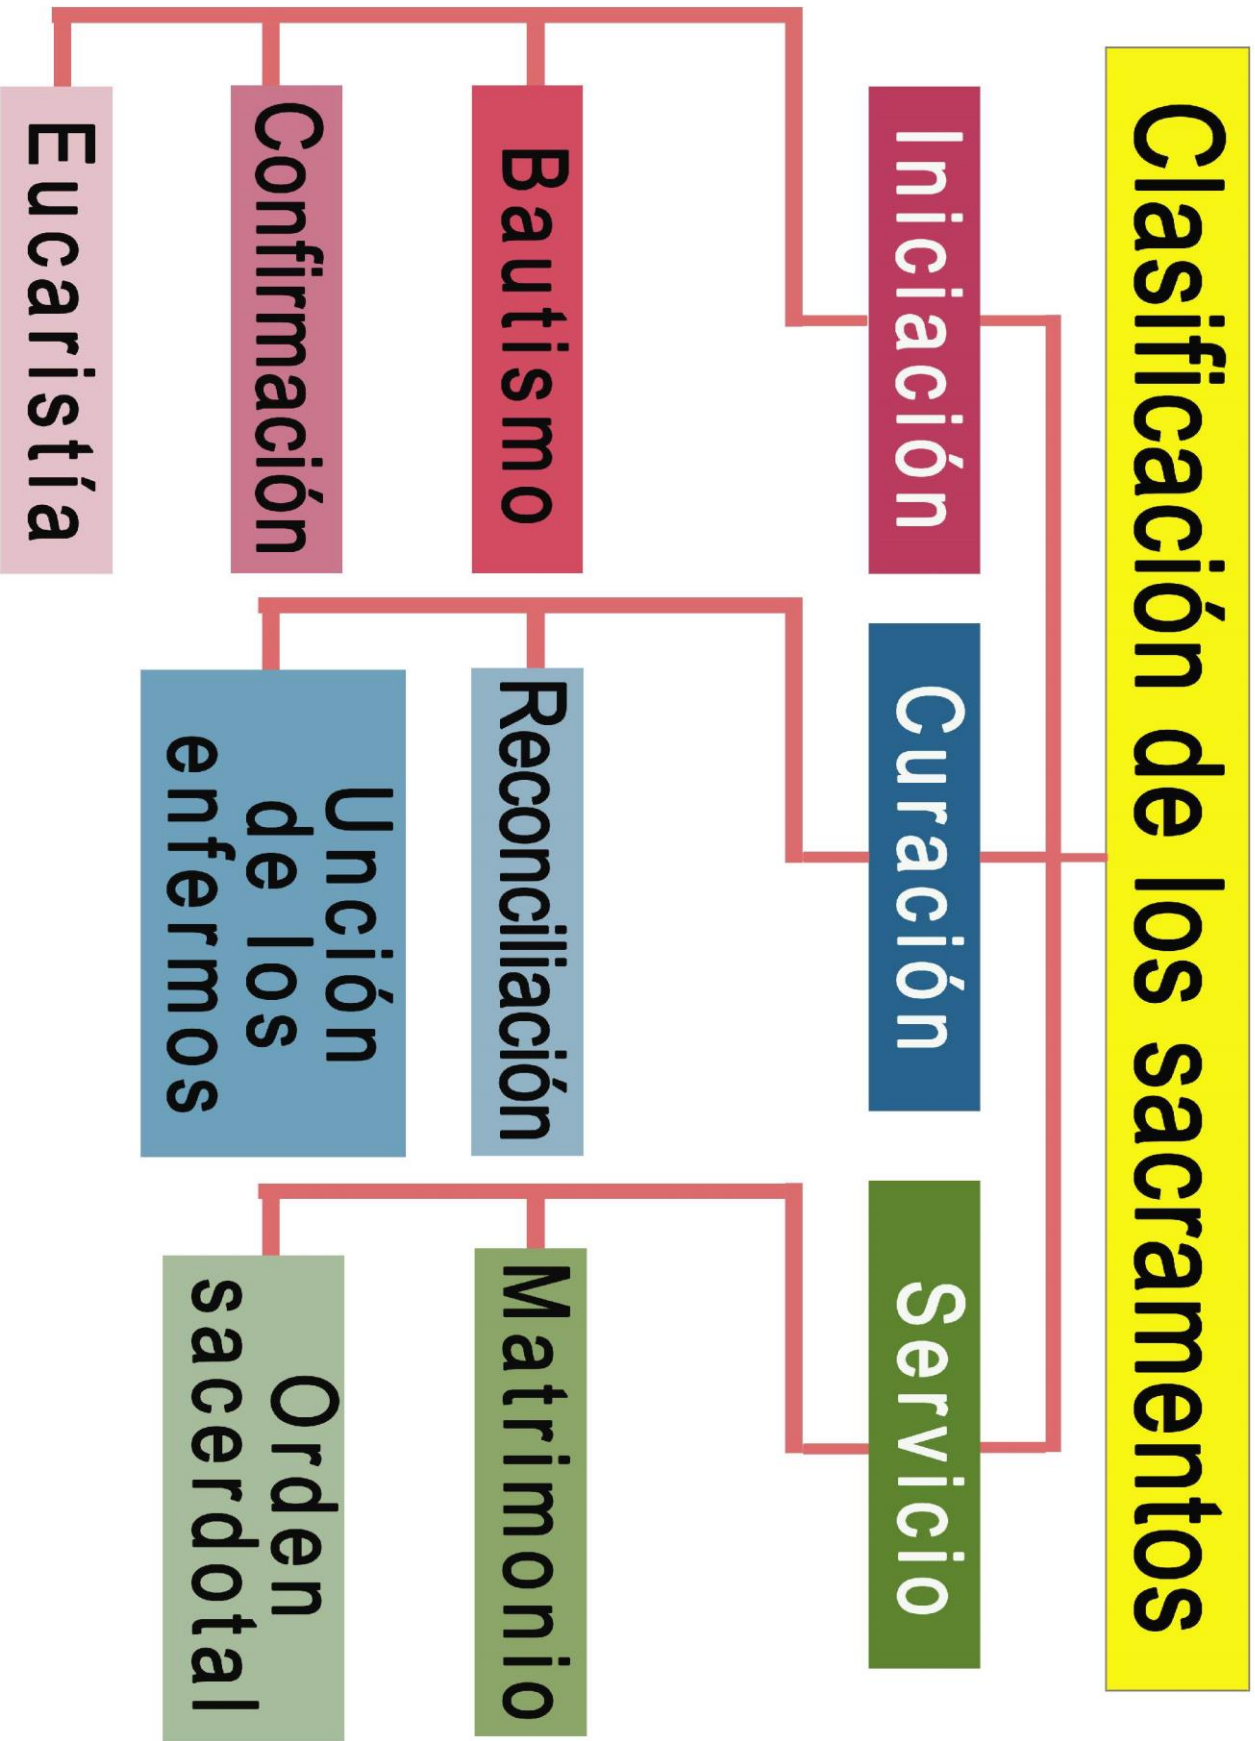 Clasificación de los sacramentos
Iniciación
Curación
Servicio
Bautismo
Reconciliación
Matrimonio
Confirmación
Unción
de los
enfermos
Orden
sacerdotal
Eucaristía